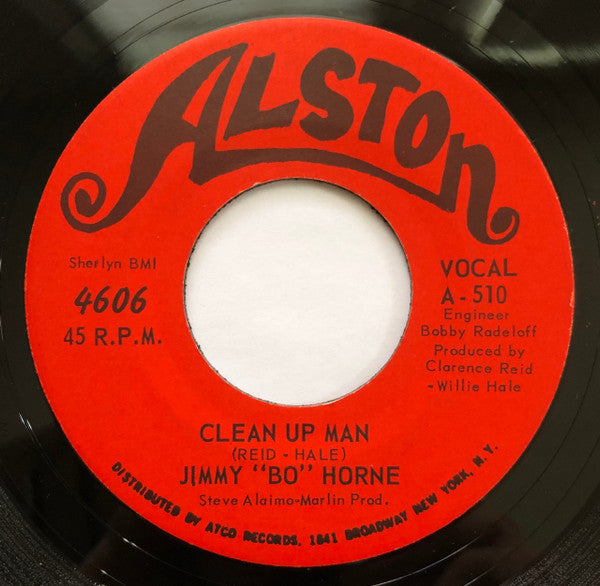 ALSTON
Sherlyn BMI
4606
45 R.P.M.
VOCAL
A-510
Engineer
Bobby Radeloff
Produced by
Clarence Reid
-Willie Hale
CLEAN UP MAN
(REID - HALE)
JIMMY "BO" HORNE
Steve Alaimo-Marlin Prod.
DISTRIBUTED BY ATCO RECORDS, 1841 BROADWAY NEW YORK, N.Y.